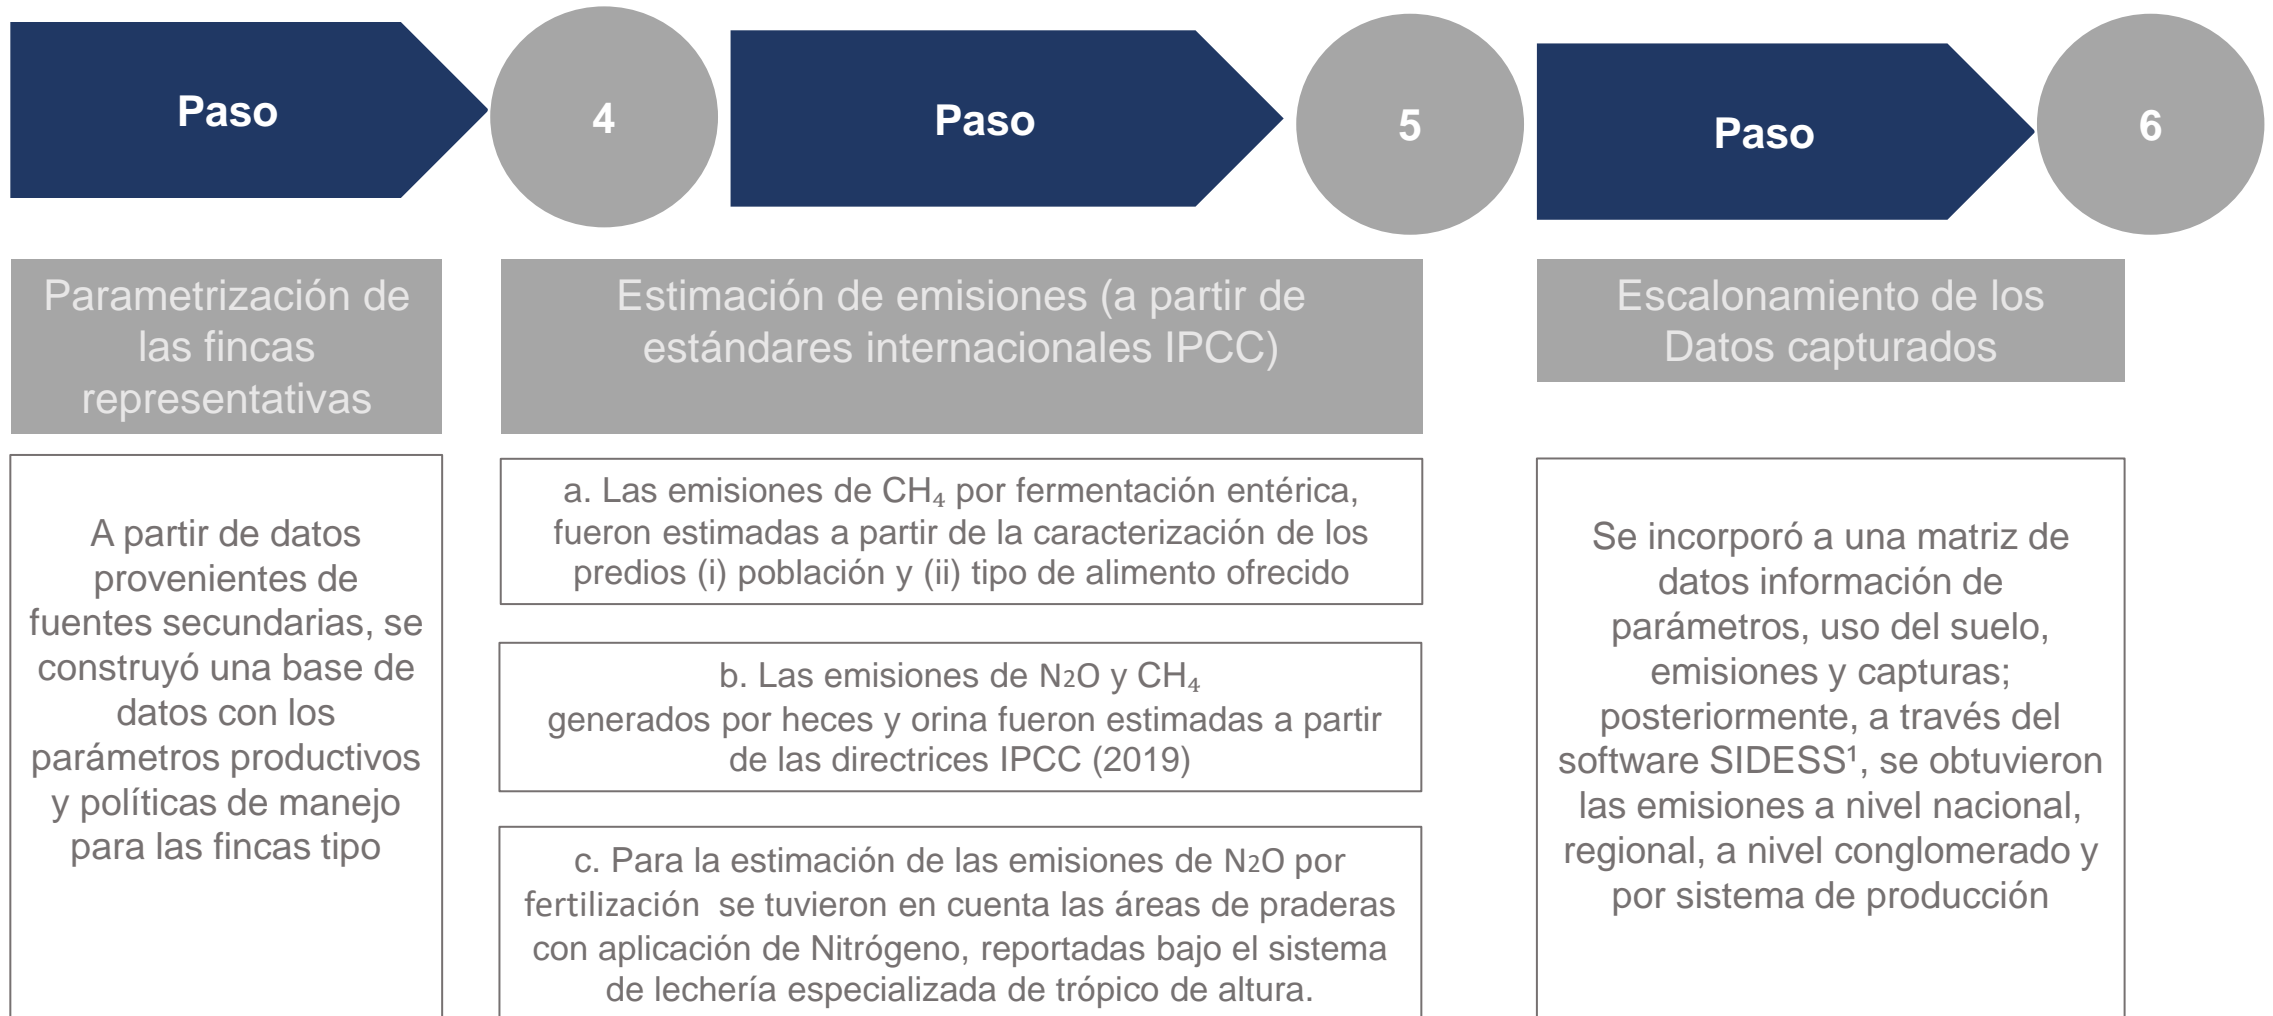 Paso
4
Paso
5
Paso
6
Parametrización de
las fincas
representativas
A partir de datos
provenientes de
fuentes secundarias, se
construyó una base de
datos con los
parámetros productivos
y políticas de manejo
para las fincas tipo
Estimación de emisiones (a partir de
estándares internacionales IPCC)
a. Las emisiones de CH₄ por fermentación entérica,
fueron estimadas a partir de la caracterización de los
predios (i) población y (ii) tipo de alimento ofrecido
b. Las emisiones de N2O y CH₄
generados por heces y orina fueron estimadas a partir
de las directrices IPCC (2019)
c. Para la estimación de las emisiones de N2O por
fertilización se tuvieron en cuenta las áreas de praderas
con aplicación de Nitrógeno, reportadas bajo el sistema
de lechería especializada de trópico de altura.
Escalonamiento de los
Datos capturados
Se incorporó a una matriz de
datos información de
parámetros, uso del suelo,
emisiones y capturas;
posteriormente, a través del
software SIDESS¹, se obtuvieron
las emisiones a nivel nacional,
regional, a nivel conglomerado y
por sistema de producción